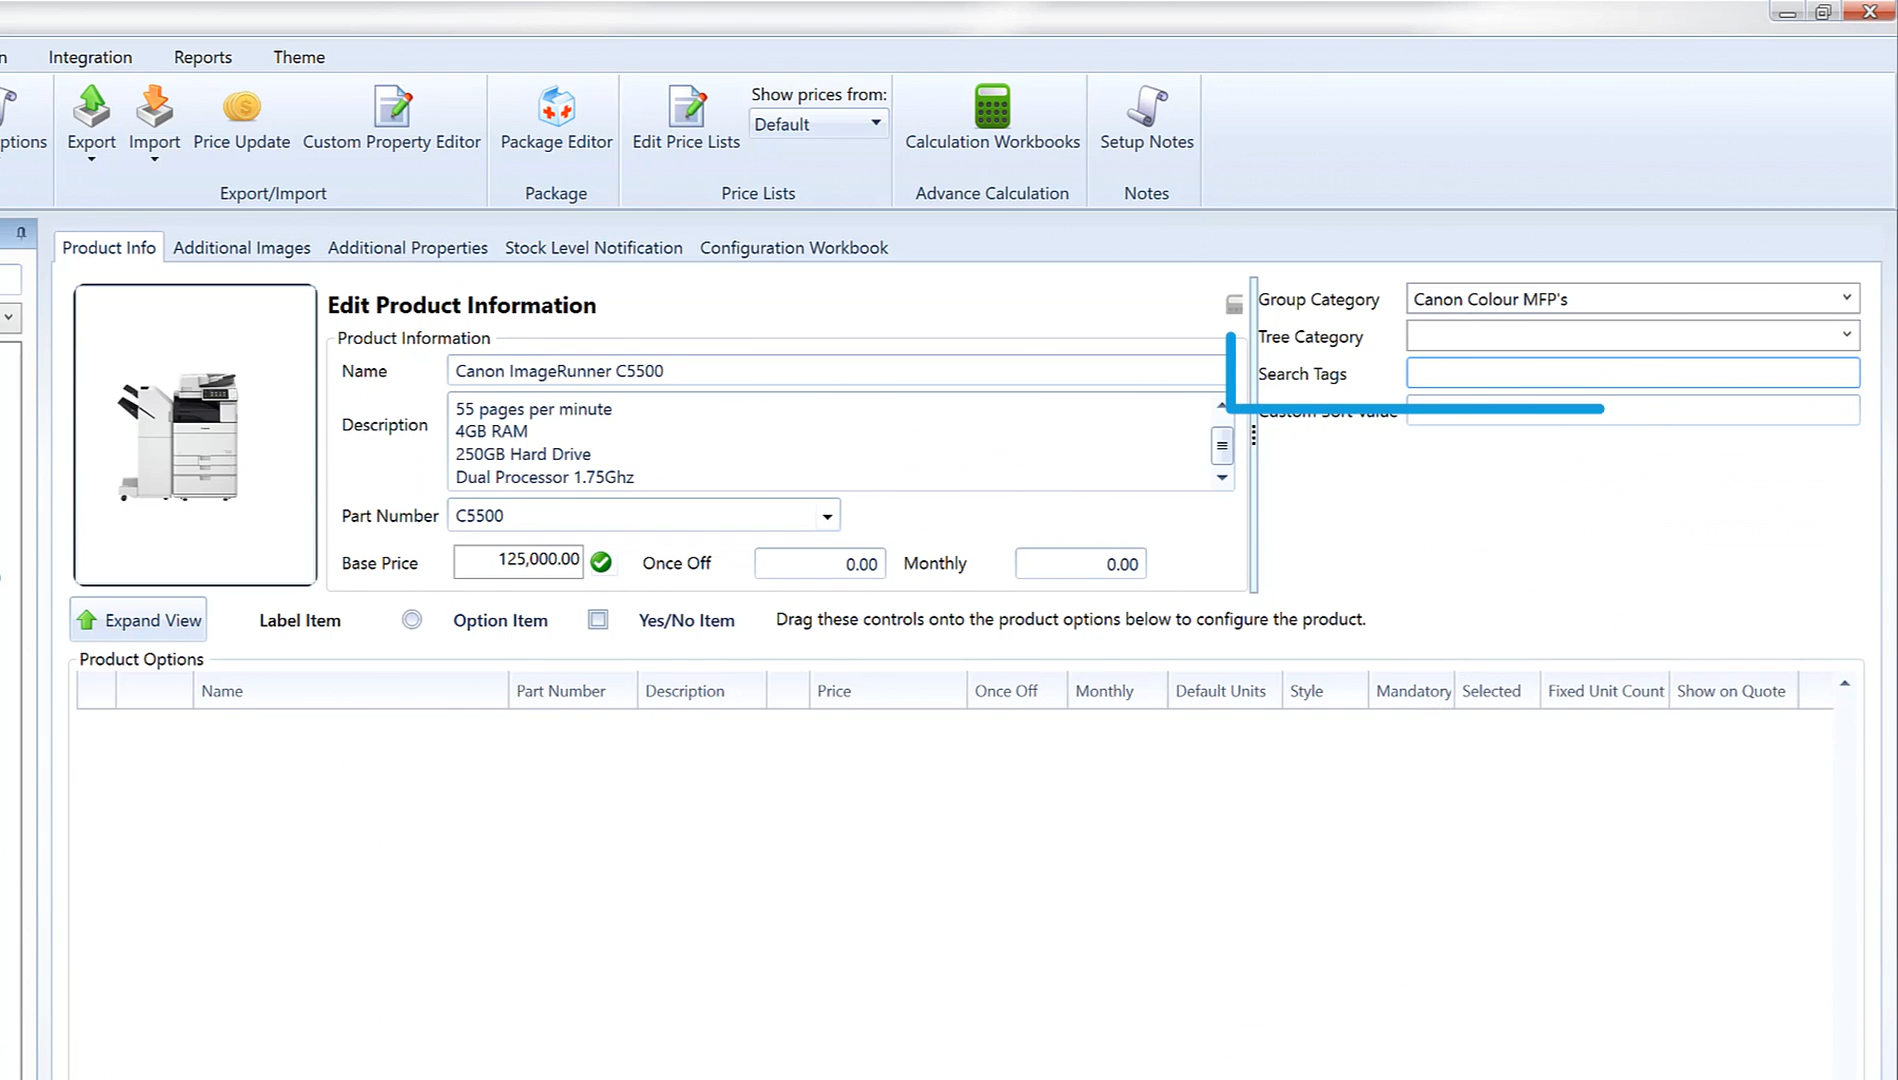 n Integration Reports Theme
ptions
Export Import Price Update Custom Property Editor
Export/Import
Package Editor
Package
Edit Price Lists
Show prices from:
Default
Price Lists
Calculation Workbooks
Advance Calculation
Setup Notes
Notes
Product Info Additional Images Additional Properties Stock Level Notification Configuration Workbook
Edit Product Information
Product Information
Name Canon ImageRunner C5500
Description
55 pages per minute
4GB RAM
250GB Hard Drive
Dual Processor 1.75Ghz
Part Number C5500
Base Price 125,000.00 Once Off 0.00 Monthly 0.00
Group Category Canon Colour MFP's
Tree Category
Search Tags
Custom Sort Value
Expand View Label Item Option Item Yes/No Item Drag these controls onto the product options below to configure the product.
Product Options
Name Part Number Description Price Once Off Monthly Default Units Style Mandatory Selected Fixed Unit Count Show on Quote